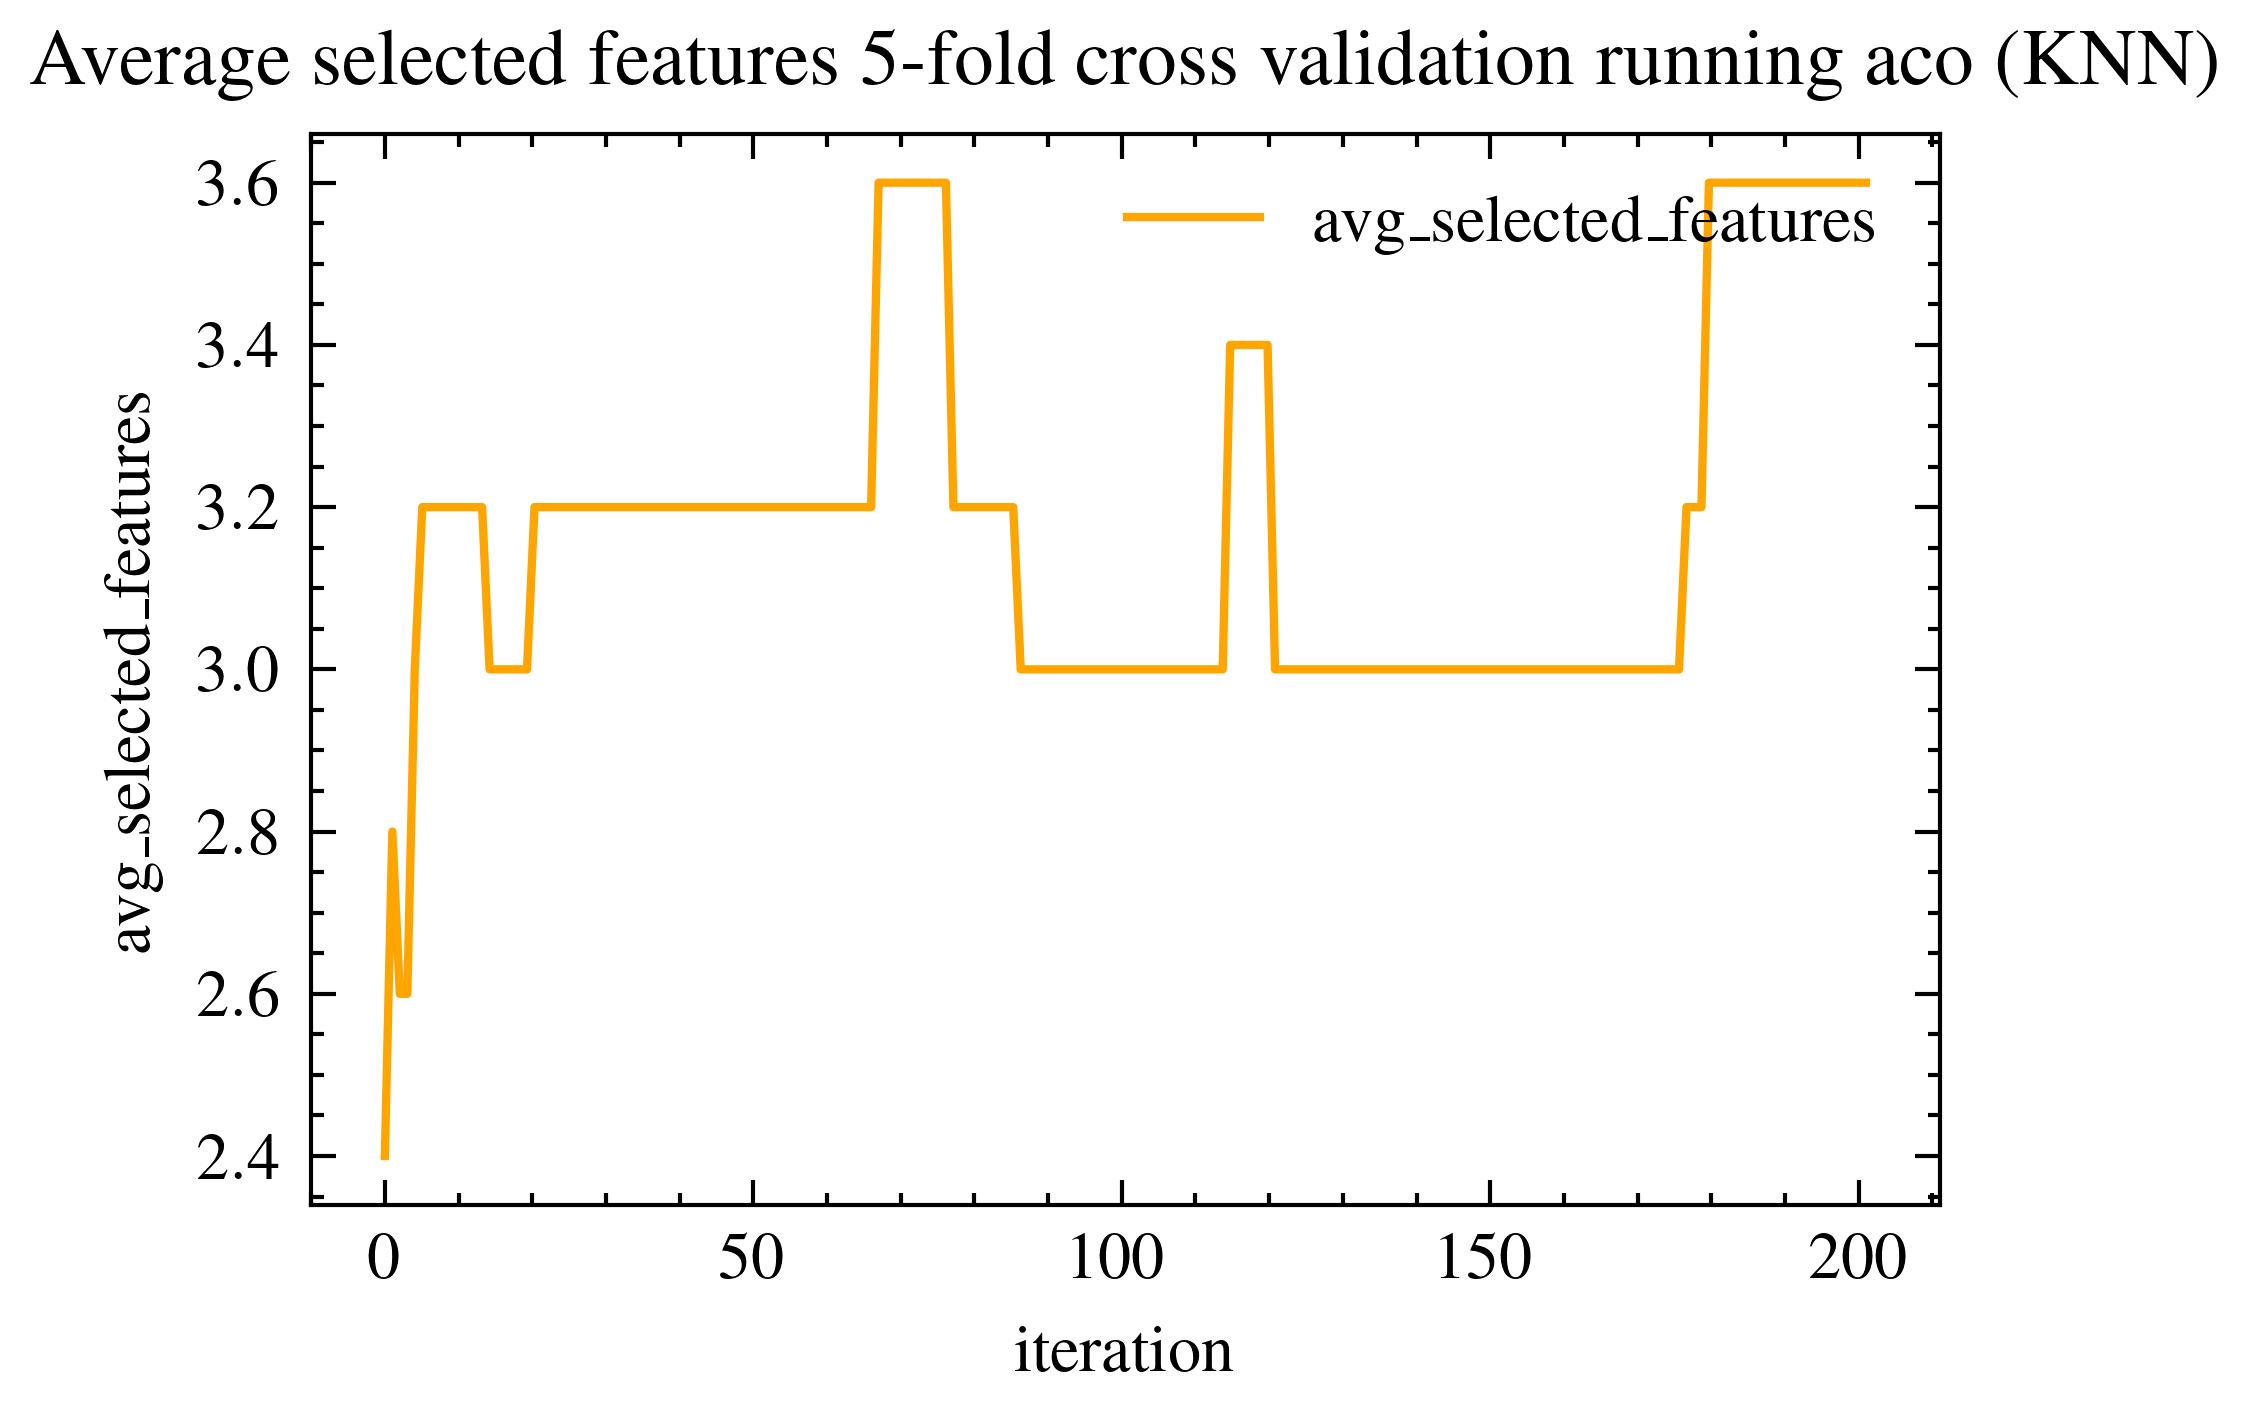 Average selected features 5-fold cross validation running aco (KNN)
avg_selected_features
3.6
3.4
3.2
3.0
2.8
2.6
2.4
avg_selected_features
0 50 100 150 200
iteration